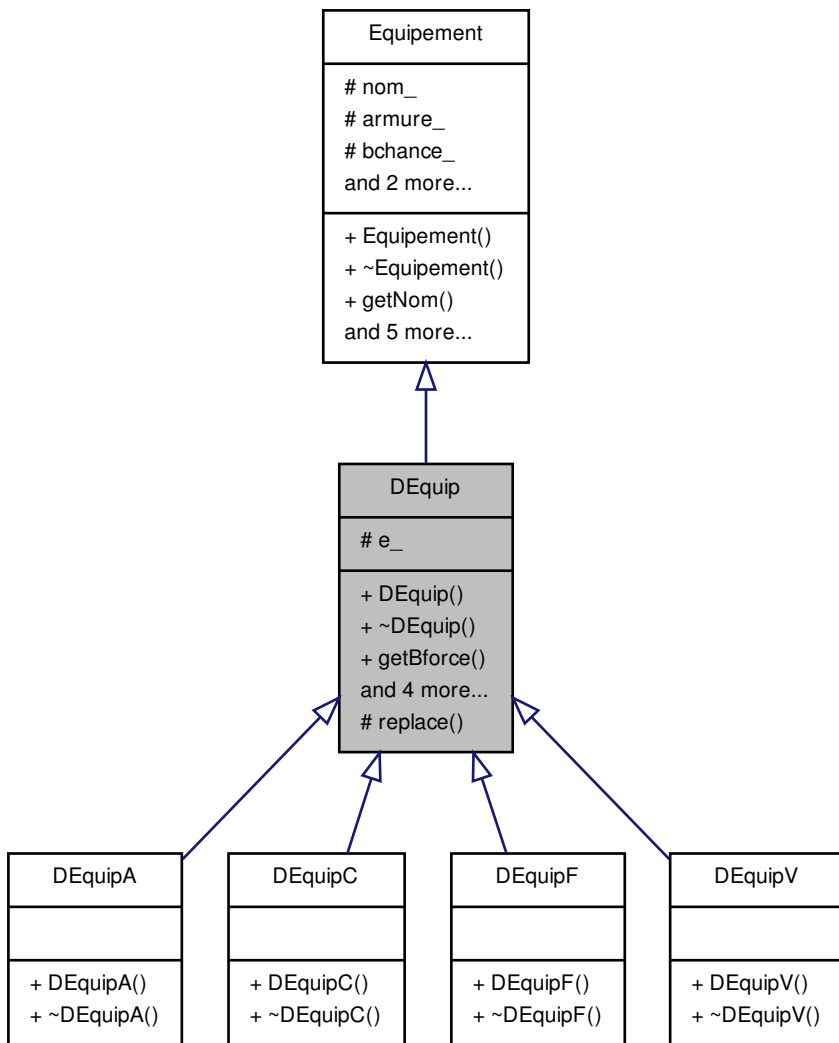 Equipement
# nom_
# armure_
# bchance_
and 2 more...
+ Equipement()
+ ~Equipement()
+ getNom()
and 5 more...
DEquip
# e_
+ DEquip()
+ ~DEquip()
+ getBforce()
and 4 more...
# replace()
DEquipA
+ DEquipA()
+ ~DEquipA()
DEquipC
+ DEquipC()
+ ~DEquipC()
DEquipF
+ DEquipF()
+ ~DEquipF()
DEquipV
+ DEquipV()
+ ~DEquipV()